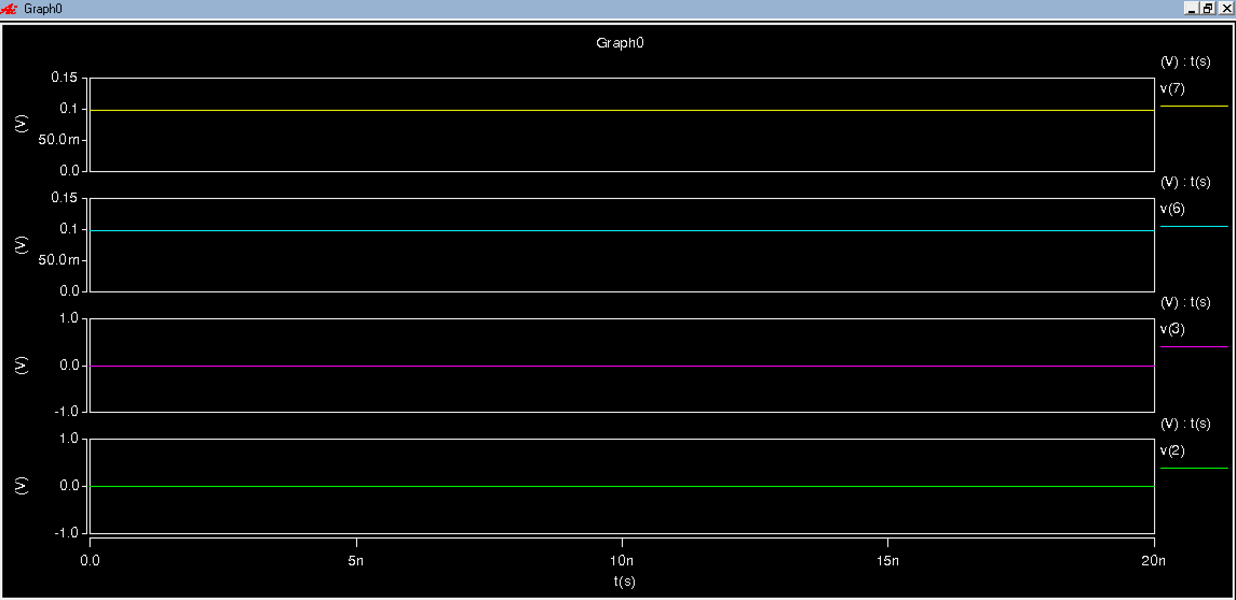 Graph0
Graph0
(V) : t(s)
v(7)
0.15
0.1
50.0m
0.0
(V)
(V) : t(s)
v(6)
0.15
0.1
50.0m
0.0
(V)
(V) : t(s)
v(3)
1.0
0.0
-1.0
(V)
(V) : t(s)
v(2)
1.0
0.0
-1.0
(V)
0.0 5n 10n 15n 20n
t(s)